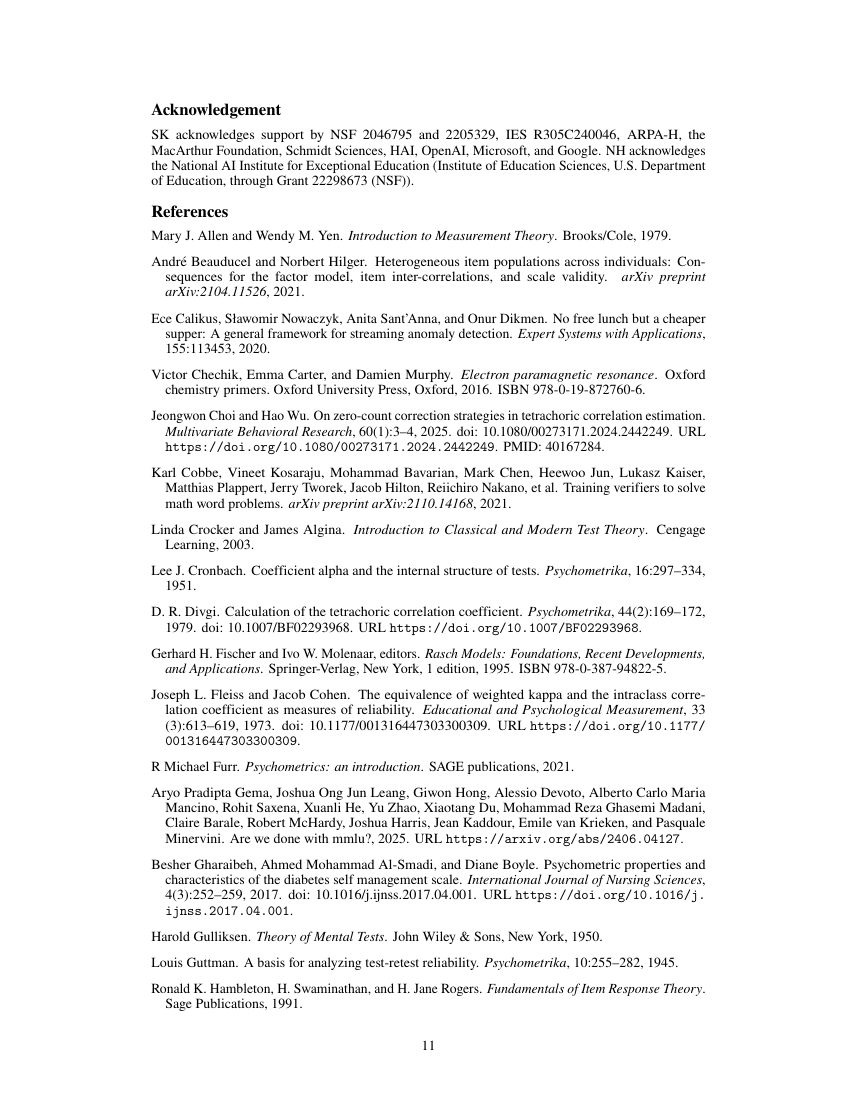 Acknowledgement
SK acknowledges support by NSF 2046795 and 2205329, IES R305C240046, ARPA-H, the
MacArthur Foundation, Schmidt Sciences, HAI, OpenAI, Microsoft, and Google. NH acknowledges
the National AI Institute for Exceptional Education (Institute of Education Sciences, U.S. Department
of Education, through Grant 22298673 (NSF)).
References
Mary J. Allen and Wendy M. Yen. Introduction to Measurement Theory. Brooks/Cole, 1979.
André Beauducel and Norbert Hilger. Heterogeneous item populations across individuals: Con-
sequences for the factor model, item inter-correlations, and scale validity. arXiv preprint
arXiv:2104.11526, 2021.
Ece Calikus, Sławomir Nowaczyk, Anita Sant'Anna, and Onur Dikmen. No free lunch but a cheaper
supper: A general framework for streaming anomaly detection. Expert Systems with Applications,
155:113453, 2020.
Victor Chechik, Emma Carter, and Damien Murphy. Electron paramagnetic resonance. Oxford
chemistry primers. Oxford University Press, Oxford, 2016. ISBN 978-0-19-872760-6.
Jeongwon Choi and Hao Wu. On zero-count correction strategies in tetrachoric correlation estimation.
Multivariate Behavioral Research, 60(1):3–4, 2025. doi: 10.1080/00273171.2024.2442249. URL
https://doi.org/10.1080/00273171.2024.2442249. PMID: 40167284.
Karl Cobbe, Vineet Kosaraju, Mohammad Bavarian, Mark Chen, Heewoo Jun, Lukasz Kaiser,
Matthias Plappert, Jerry Tworek, Jacob Hilton, Reiichiro Nakano, et al. Training verifiers to solve
math word problems. arXiv preprint arXiv:2110.14168, 2021.
Linda Crocker and James Algina. Introduction to Classical and Modern Test Theory. Cengage
Learning, 2003.
Lee J. Cronbach. Coefficient alpha and the internal structure of tests. Psychometrika, 16:297–334,
1951.
D. R. Divgi. Calculation of the tetrachoric correlation coefficient. Psychometrika, 44(2):169–172,
1979. doi: 10.1007/BF02293968. URL https://doi.org/10.1007/BF02293968.
Gerhard H. Fischer and Ivo W. Molenaar, editors. Rasch Models: Foundations, Recent Developments,
and Applications. Springer-Verlag, New York, 1 edition, 1995. ISBN 978-0-387-94822-5.
Joseph L. Fleiss and Jacob Cohen. The equivalence of weighted kappa and the intraclass corre-
lation coefficient as measures of reliability. Educational and Psychological Measurement, 33
(3):613–619, 1973. doi: 10.1177/001316447303300309. URL https://doi.org/10.1177/
001316447303300309.
R Michael Furr. Psychometrics: an introduction. SAGE publications, 2021.
Aryo Pradipta Gema, Joshua Ong Jun Leang, Giwon Hong, Alessio Devoto, Alberto Carlo Maria
Mancino, Rohit Saxena, Xuanli He, Yu Zhao, Xiaotang Du, Mohammad Reza Ghasemi Madani,
Claire Barale, Robert McHardy, Joshua Harris, Jean Kaddour, Emile van Krieken, and Pasquale
Minervini. Are we done with mmlu?, 2025. URL https://arxiv.org/abs/2406.04127.
Besher Gharaibeh, Ahmed Mohammad Al-Smadi, and Diane Boyle. Psychometric properties and
characteristics of the diabetes self management scale. International Journal of Nursing Sciences,
4(3):252–259, 2017. doi: 10.1016/j.ijnss.2017.04.001. URL https://doi.org/10.1016/j.
ijnss.2017.04.001.
Harold Gulliksen. Theory of Mental Tests. John Wiley & Sons, New York, 1950.
Louis Guttman. A basis for analyzing test-retest reliability. Psychometrika, 10:255–282, 1945.
Ronald K. Hambleton, H. Swaminathan, and H. Jane Rogers. Fundamentals of Item Response Theory.
Sage Publications, 1991.
11